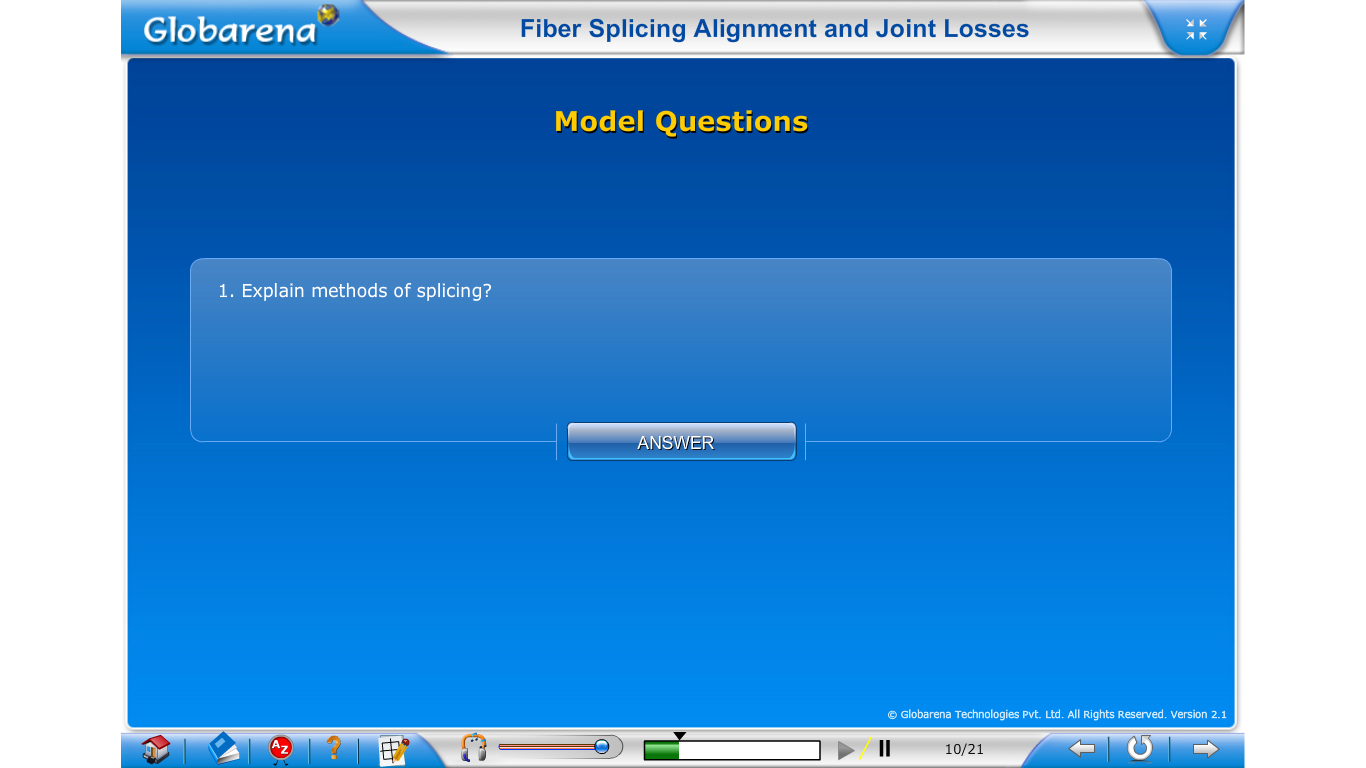 Globarena
Fiber Splicing Alignment and Joint Losses
Model Questions
1. Explain methods of splicing?
ANSWER
© Globarena Technologies Pvt. Ltd. All Rights Reserved. Version 2.1
A Z
?
10/21